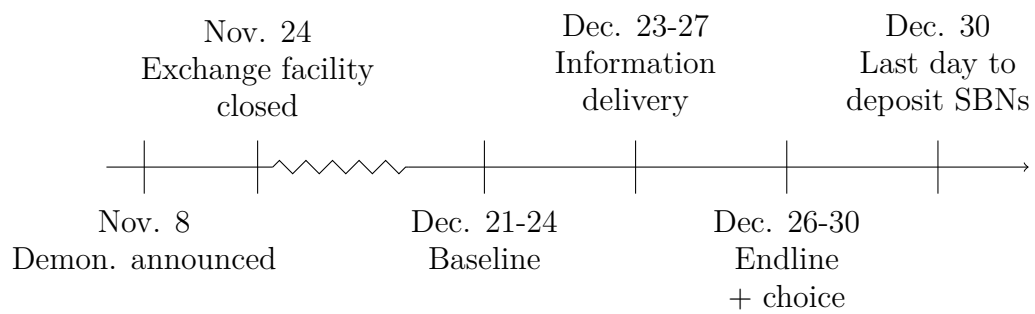 Nov. 24
Exchange facility
closed
Dec. 23-27
Information
delivery
Dec. 30
Last day to
deposit SBNs
Nov. 8
Demon. announced
Dec. 21-24
Baseline
Dec. 26-30
Endline
+ choice